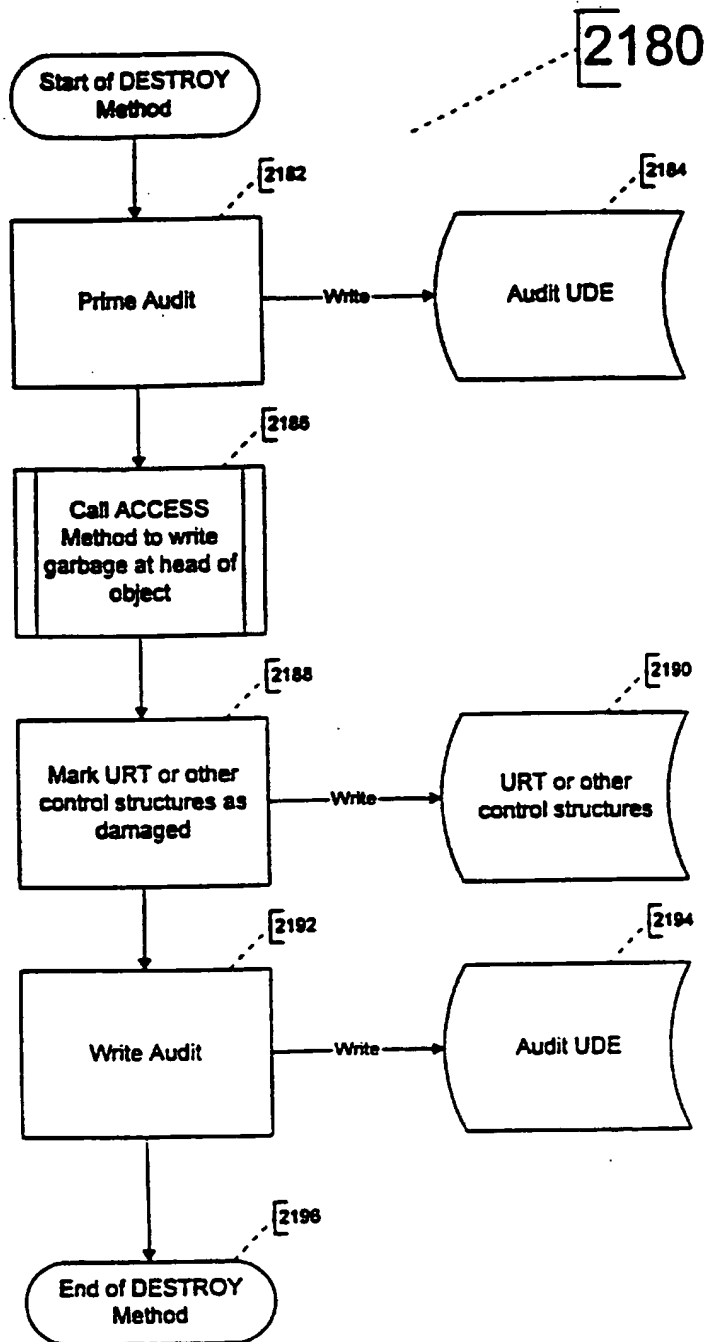 2180
Start of DESTROY
Method
2182
2184
Prime Audit
Write
Audit UDE
2186
Call ACCESS
Method to write
garbage at head of
object
2188
2190
Mark URT or other
control structures as
damaged
Write
URT or other
control structures
2192
2194
Write Audit
Write
Audit UDE
2196
End of DESTROY
Method